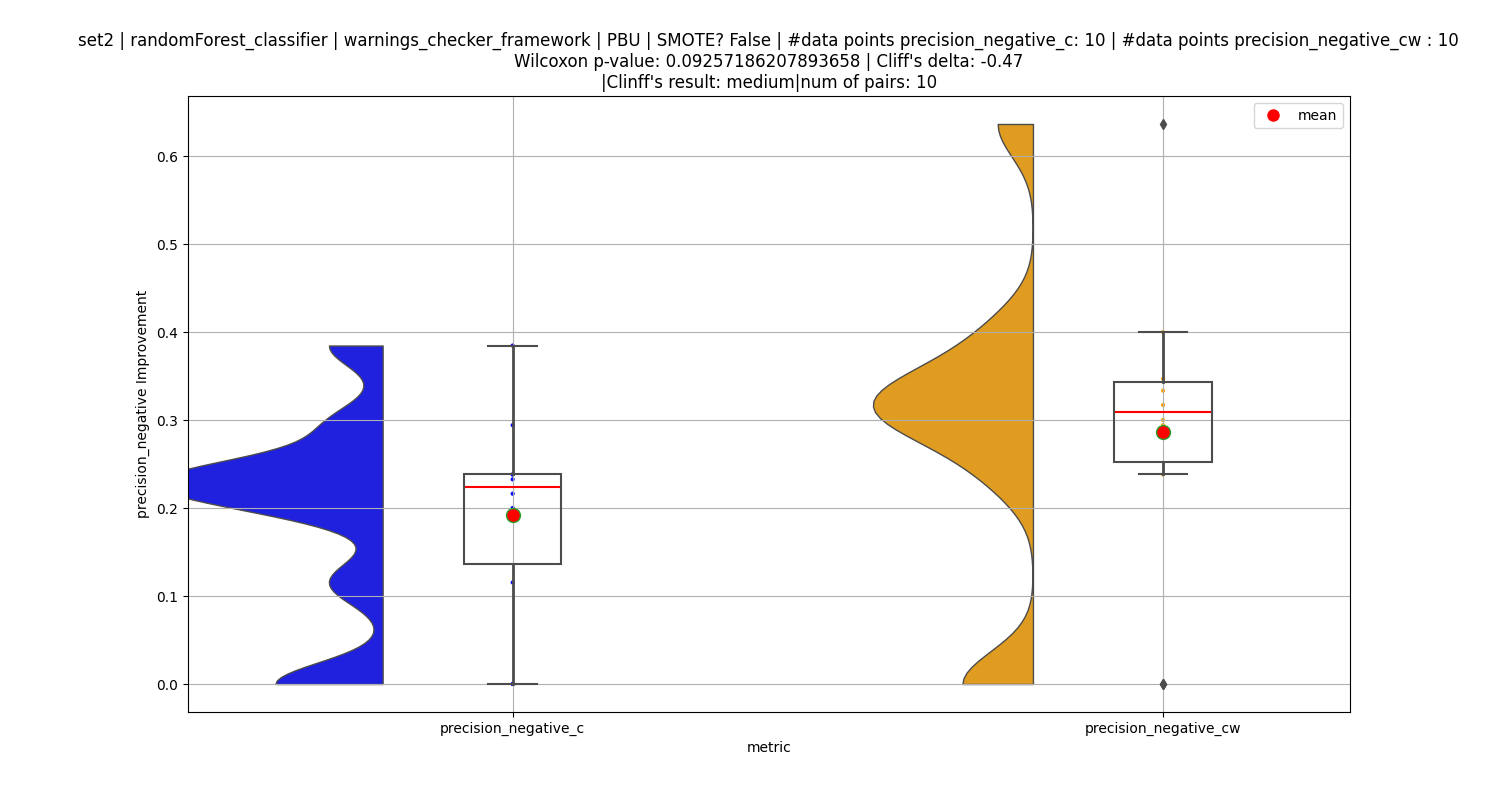 set2 | randomForest_classifier | warnings_checker_framework | PBU | SMOTE? False | #data points precision_negative_c: 10 | #data points precision_negative_cw : 10
Wilcoxon p-value: 0.09257186207893658 | Cliff's delta: -0.47
|Clinff's result: medium|num of pairs: 10
mean
0.6
0.5
0.4
0.3
0.2
0.1
0.0
precision_negative Improvement
precision_negative_c
precision_negative_cw
metric